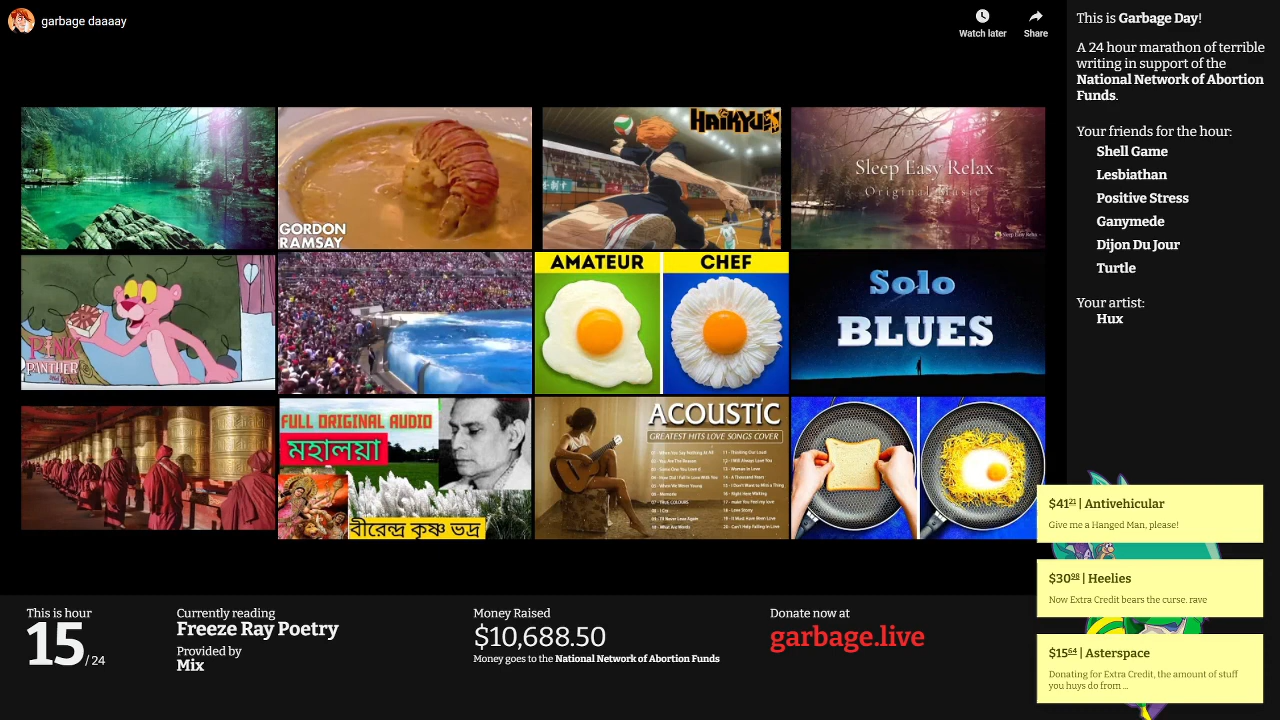 garbage daaaay
Watch later
Share
This is Garbage Day!
A 24 hour marathon of terrible
writing in support of the
National Network of Abortion
Funds.
Your friends for the hour:
Shell Game
Lesbiathan
Positive Stress
Ganymede
Dijon Du Jour
Turtle
Your artist:
Hux
GORDON
RAMSAY
HAIKYU
Sleep Easy Relax
Original Music
Sleep Easy Relax
PINK
PANTHER
AMATEUR
CHEF
Solo
BLUES
FULL ORIGINAL AUDIO
মহালয়া
বীরেন্দ্র কৃষ্ণ ভদ্র
ACOUSTIC
GREATEST HITS LOVE SONGS COVER
$41.21 | Antivehicular
Give me a Hanged Man, please!
$30.98 | Heelies
Now Extra Credit bears the curse. rave
$15.64 | Asterspace
Donating for Extra Credit, the amount of stuff
you huys do from ...
This is hour
15/24
Currently reading
Freeze Ray Poetry
Provided by
Mix
Money Raised
$10,688.50
Money goes to the National Network of Abortion Funds
Donate now at
garbage.live